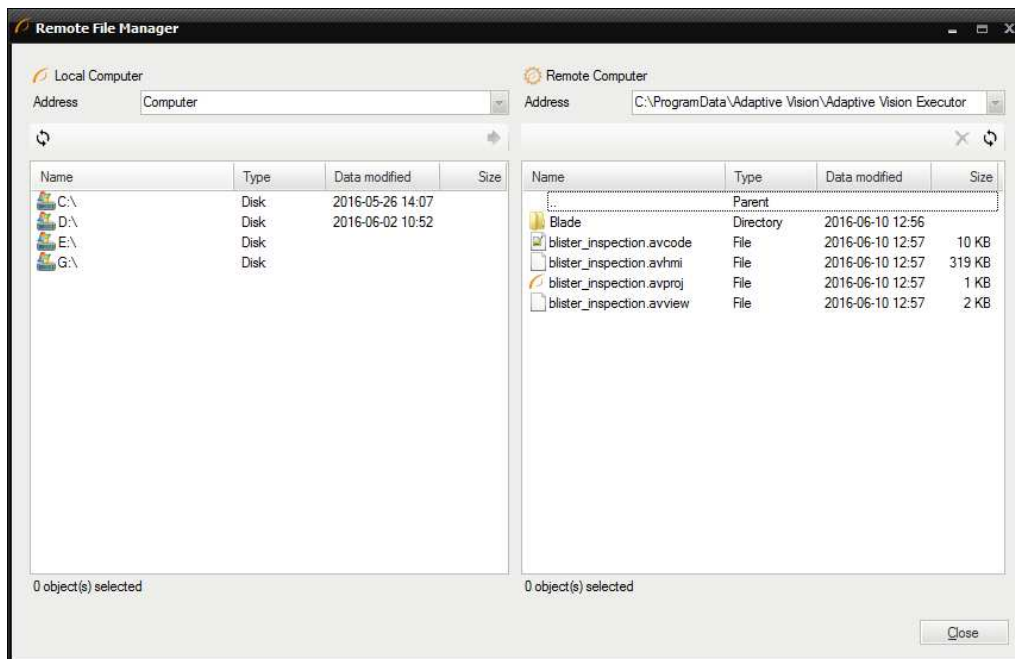 Remote File Manager
Local Computer
Address Computer
Name Type Data modified Size
C:\ Disk 2016-05-26 14:07
D:\ Disk 2016-06-02 10:52
E:\ Disk
G:\ Disk
0 object(s) selected
Remote Computer
Address C:\ProgramData\Adaptive Vision\Adaptive Vision Executor
Name Type Data modified Size
.. Parent
Blade Directory 2016-06-10 12:56
blister_inspection.avcode File 2016-06-10 12:57 10 KB
blister_inspection.avhmi File 2016-06-10 12:57 319 KB
blister_inspection.avproj File 2016-06-10 12:57 1 KB
blister_inspection.avview File 2016-06-10 12:57 2 KB
0 object(s) selected
Close